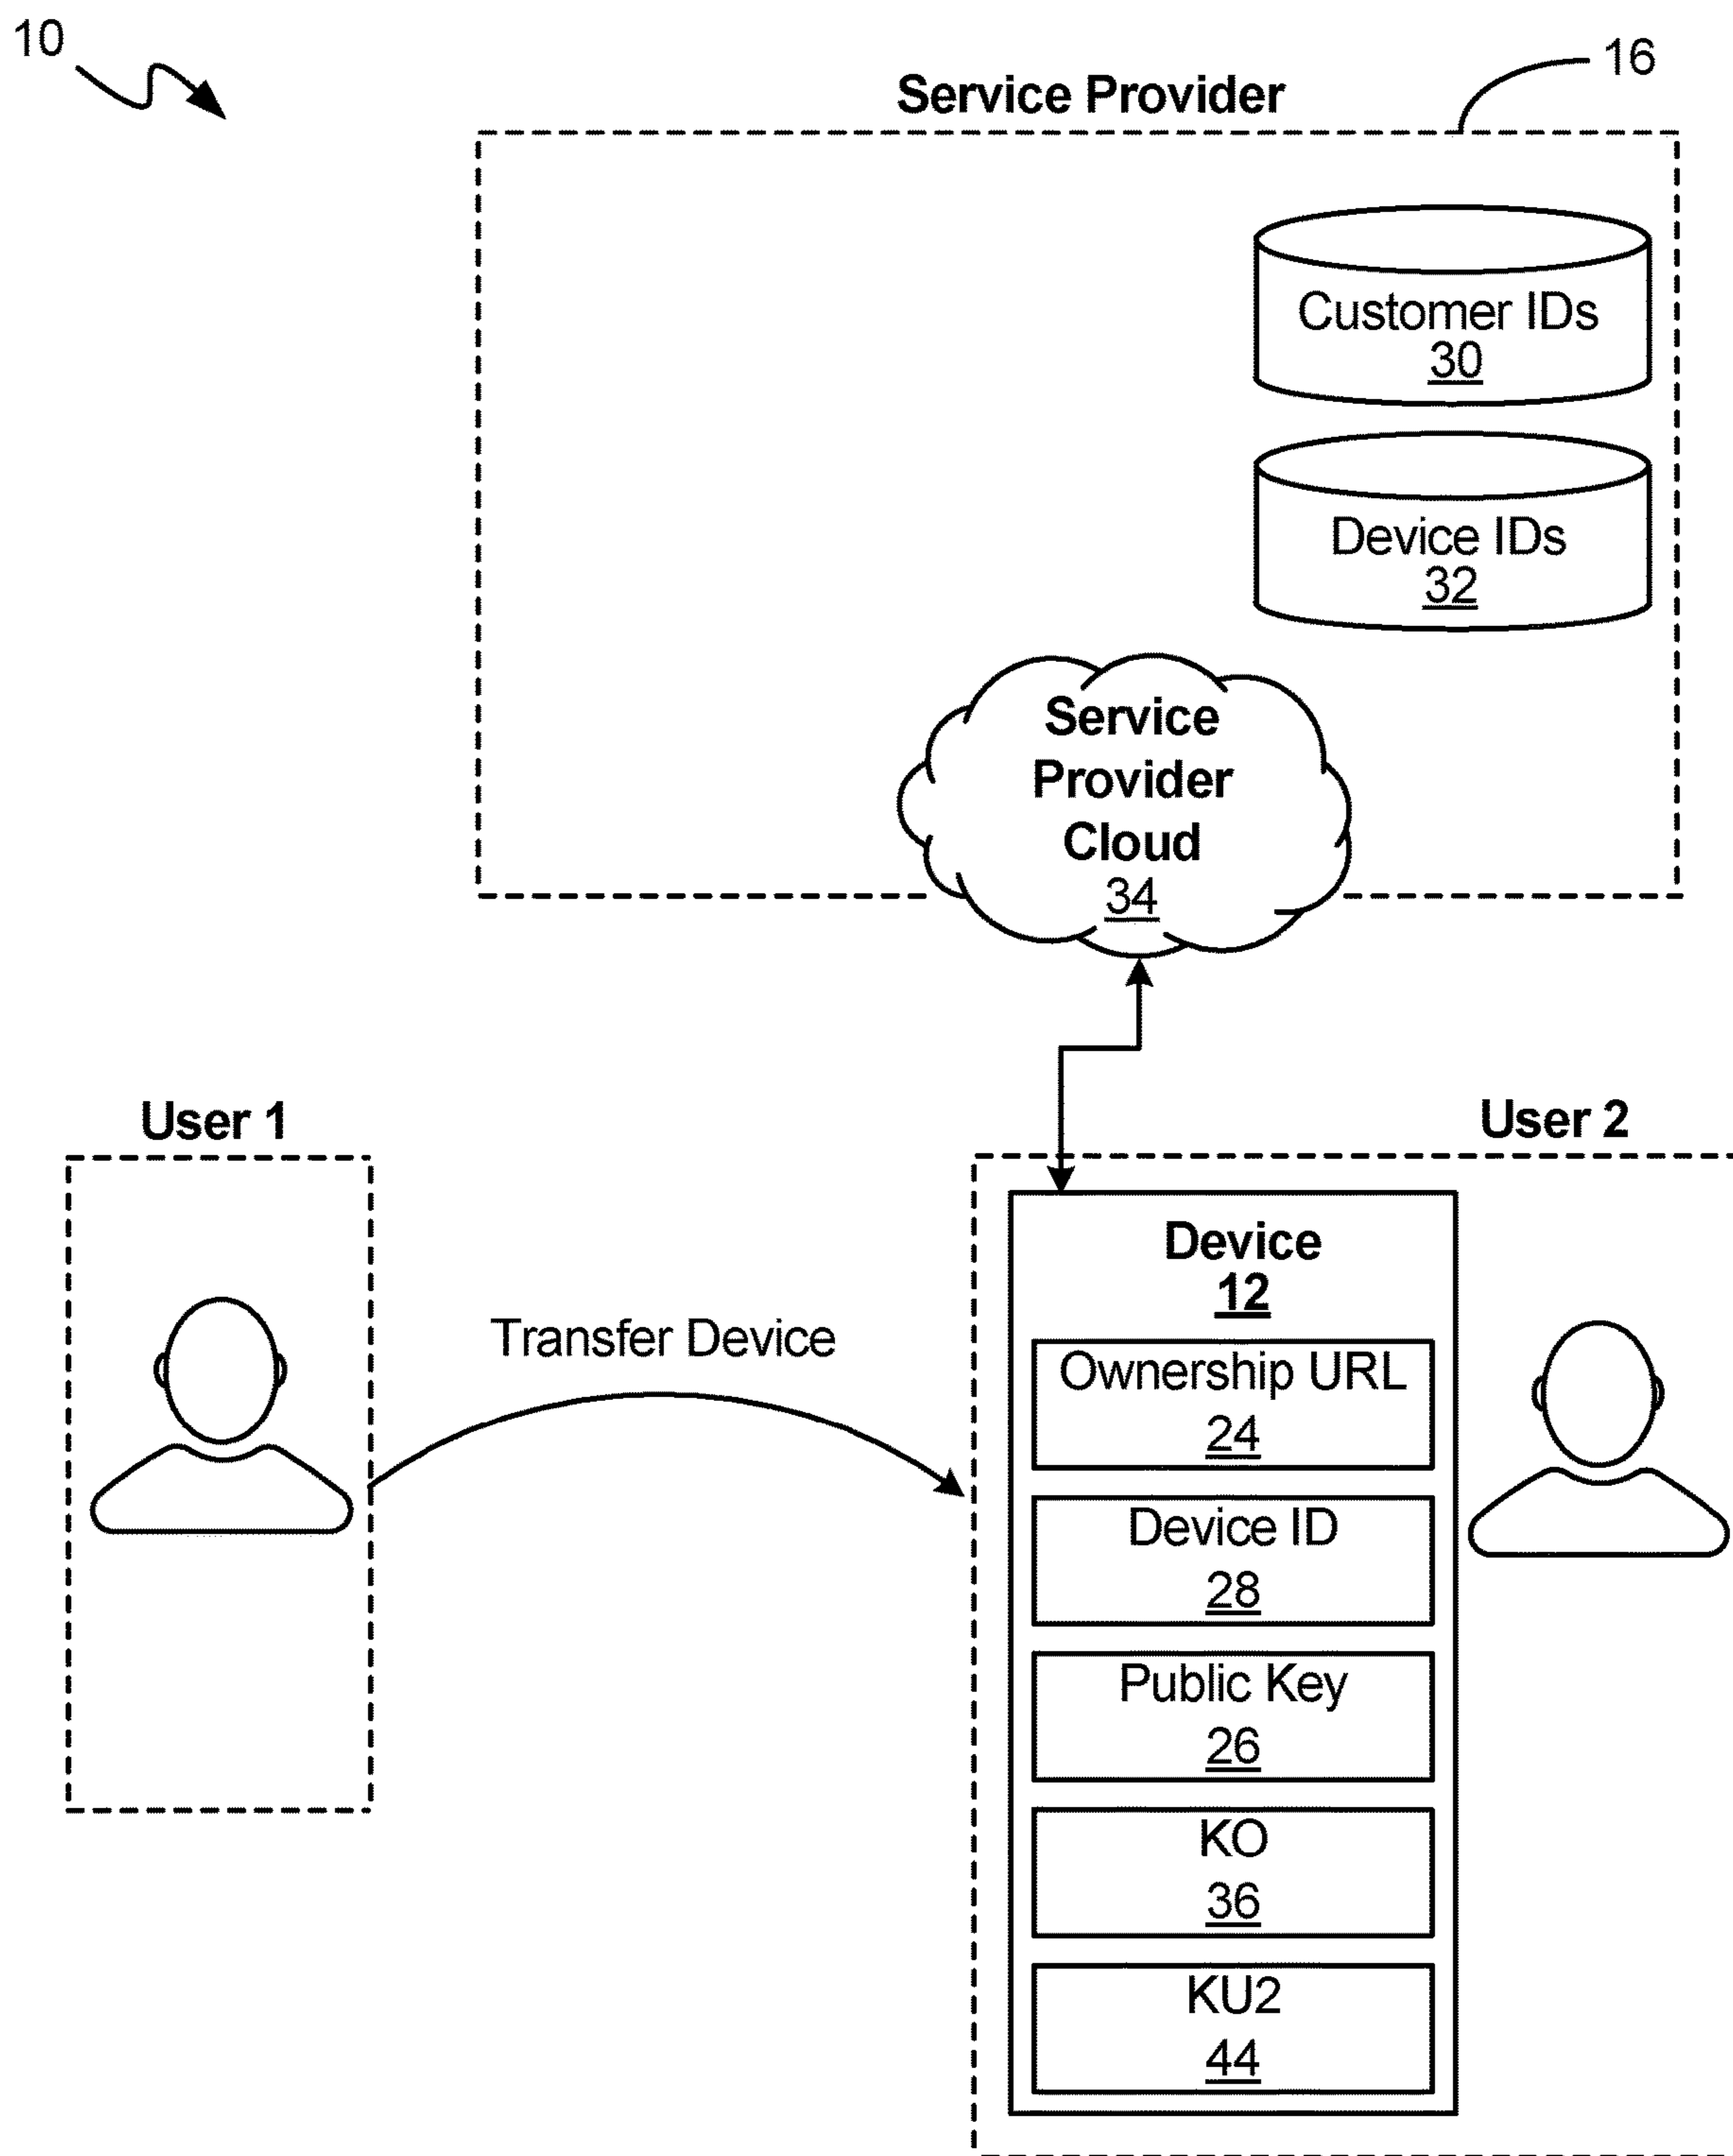 10
16
Service Provider
Customer IDs
30
Device IDs
32
Service
Provider
Cloud
34
User 1
User 2
Transfer Device
Device
12
Ownership URL
24
Device ID
28
Public Key
26
KO
36
KU2
44